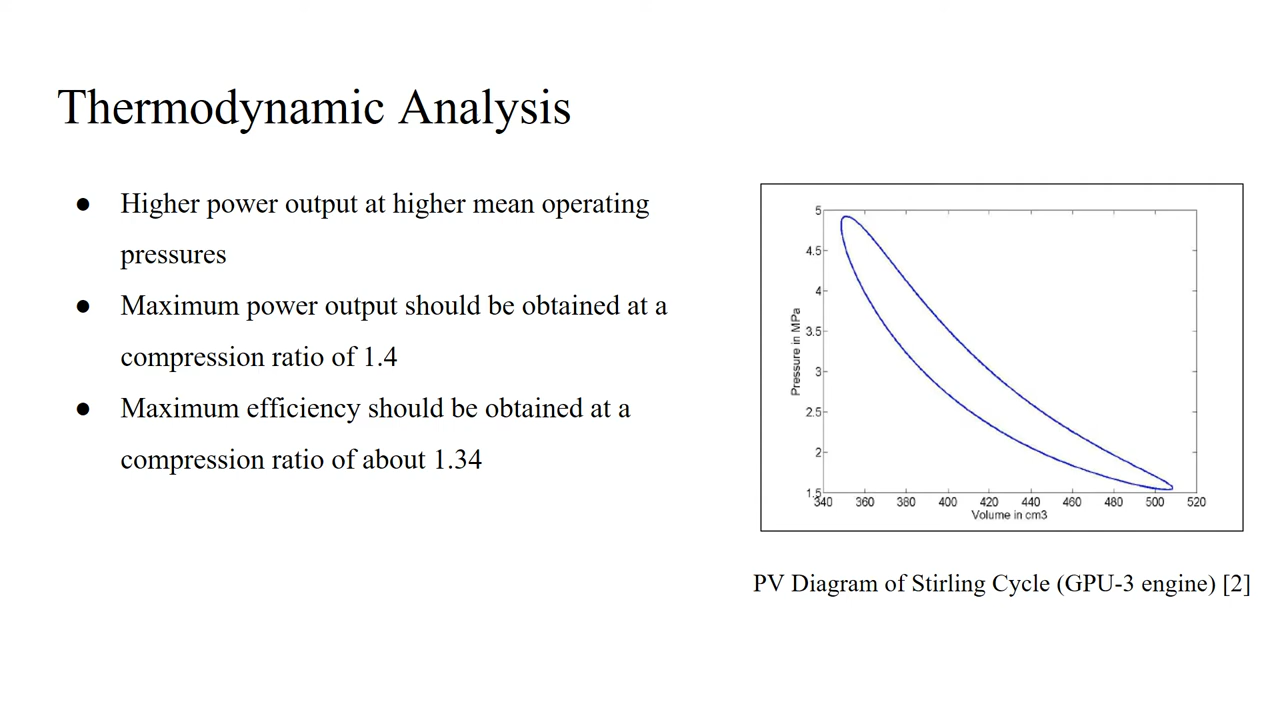 Thermodynamic Analysis
● Higher power output at higher mean operating
pressures
● Maximum power output should be obtained at a
compression ratio of 1.4
● Maximum efficiency should be obtained at a
compression ratio of about 1.34
5
4.5
4
3.5
3
2.5
2
1.5
Pressure in MPa
340 360 380 400 420 440 460 480 500 520
Volume in cm3
PV Diagram of Stirling Cycle (GPU-3 engine) [2]